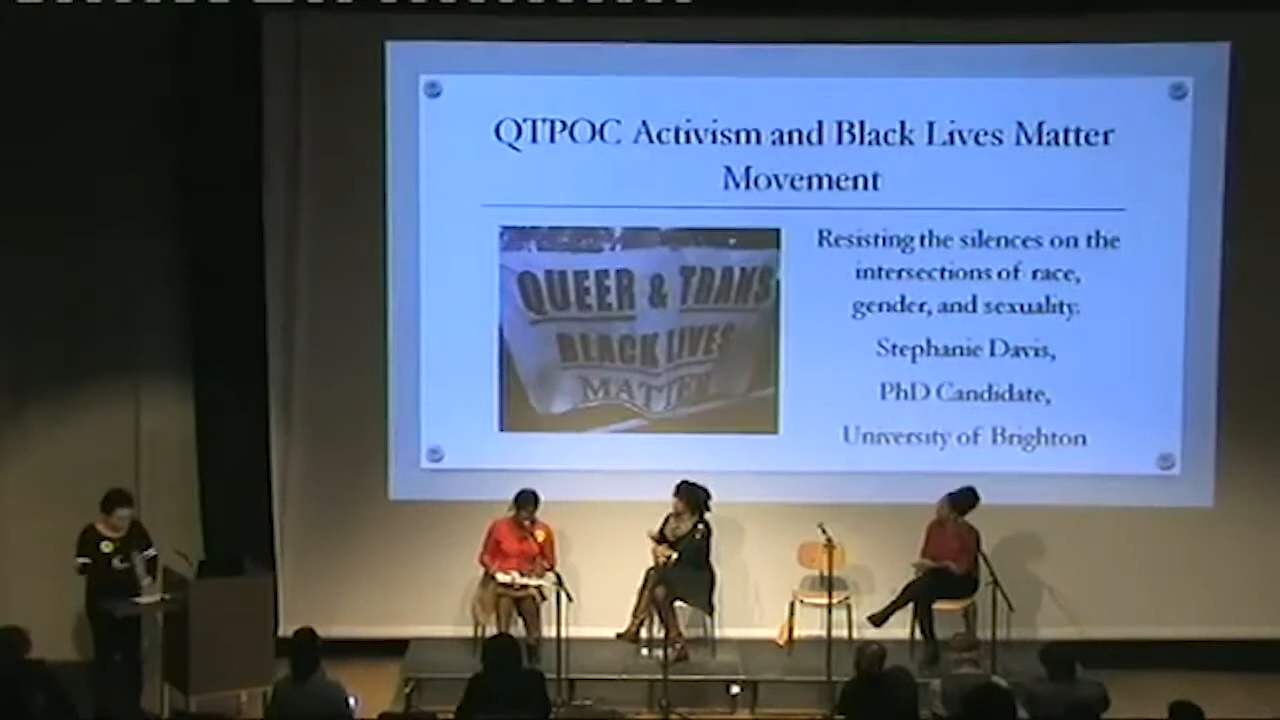 QTPOC Activism and Black Lives Matter
Movement
QUEER & TRANS
BLACK LIVES
MATTER
Resisting the silences on the
intersections of race,
gender, and sexuality.
Stephanie Davis,
PhD Candidate,
University of Brighton